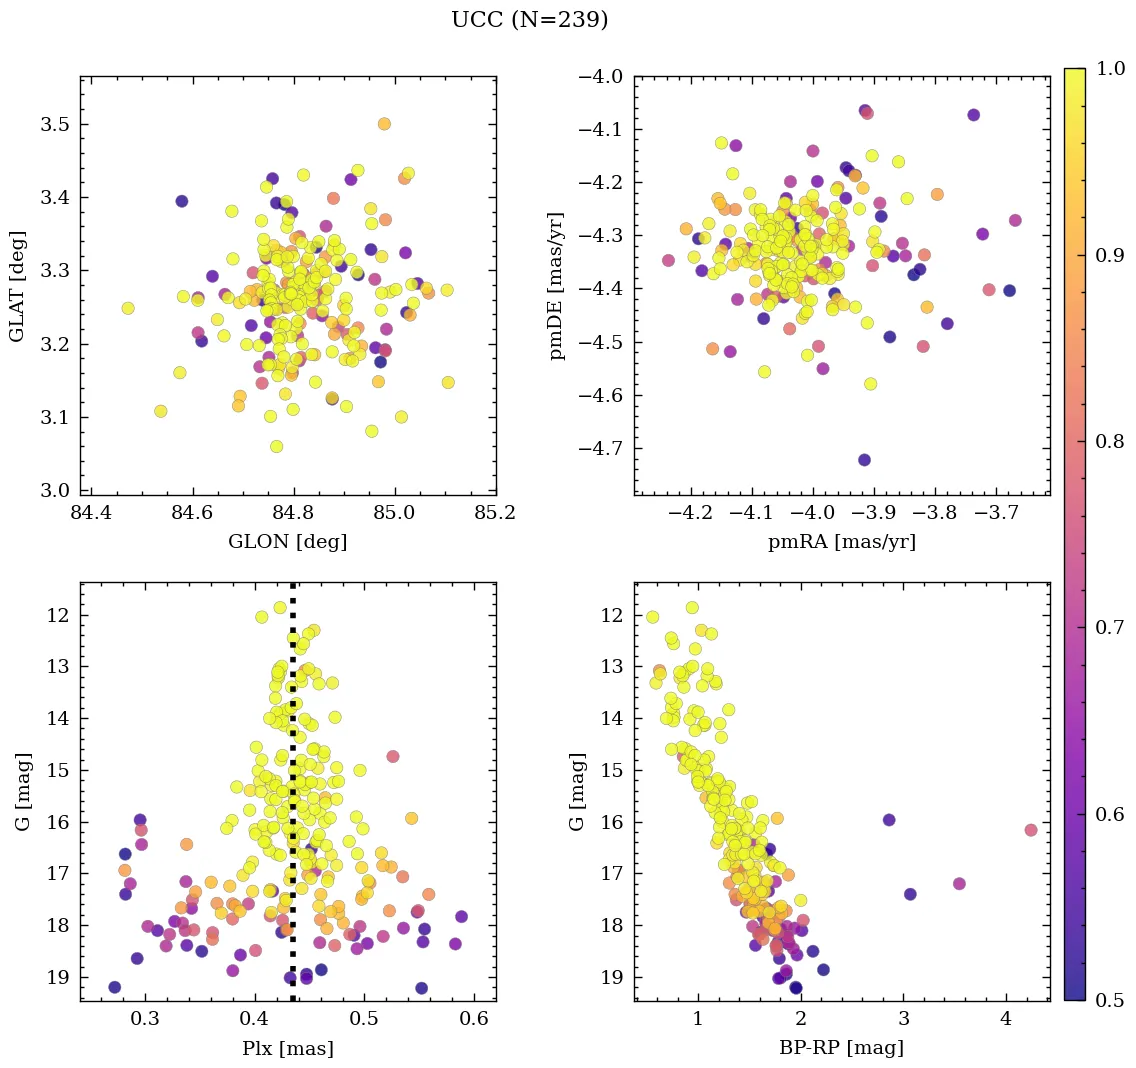 UCC (N=239)
3.5
3.4
3.3
3.2
3.1
3.0
GLAT [deg]
84.4 84.6 84.8 85.0 85.2
GLON [deg]
−4.0
−4.1
−4.2
−4.3
−4.4
−4.5
−4.6
−4.7
pmDE [mas/yr]
−4.2 −4.1 −4.0 −3.9 −3.8 −3.7
pmRA [mas/yr]
1.0
0.9
0.8
0.7
0.6
0.5
12
13
14
15
16
17
18
19
G [mag]
0.3 0.4 0.5 0.6
Plx [mas]
12
13
14
15
16
17
18
19
G [mag]
1 2 3 4
BP-RP [mag]